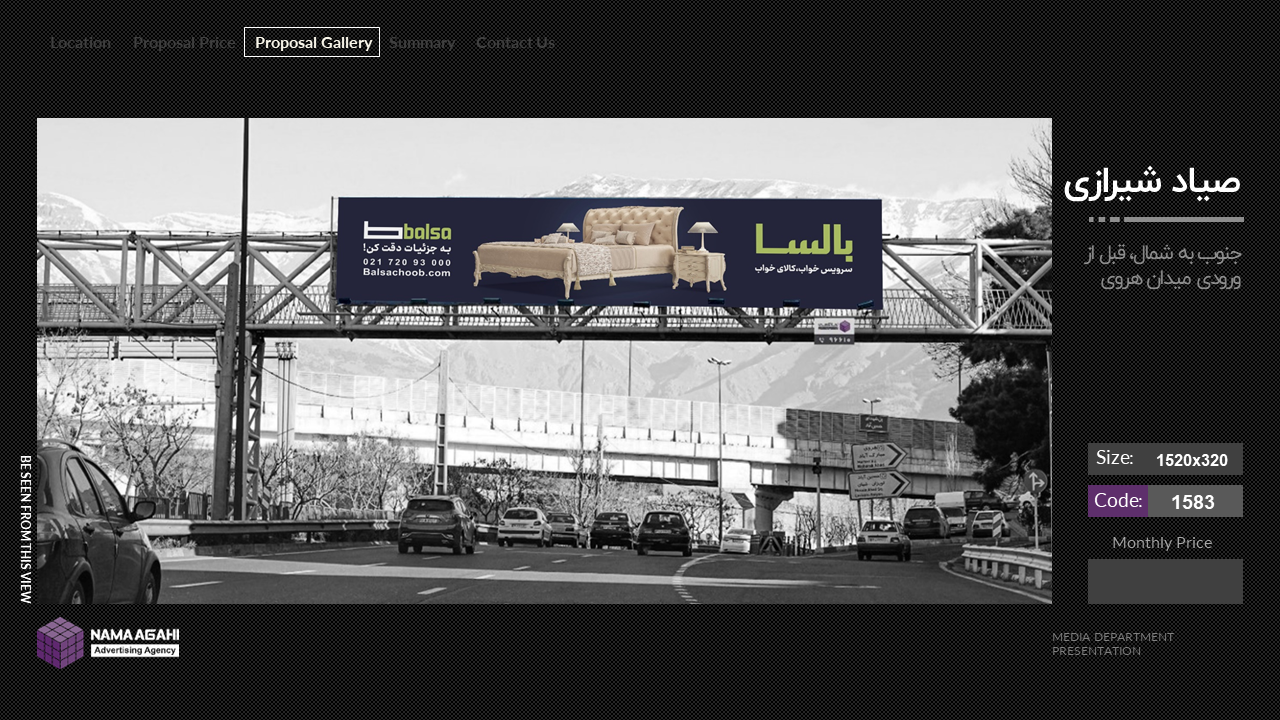 Location
Proposal Price
Proposal Gallery
Summary
Contact Us
صیاد شیرازی
جنوب به شمال، قبل از
ورودی میدان هروی
balsa
به جزئیات دقت کن!
021 720 93 000
Balsachoob.com
بالسا
سرویس خواب،کالای خواب
Size: 1520x320
Code: 1583
Monthly Price
BE SEEN FROM THIS VIEW
NAMA AGAHI
Advertising Agency
MEDIA DEPARTMENT
PRESENTATION